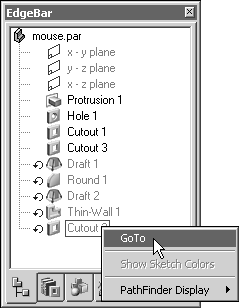 EdgeBar
mouse.par
x - y plane
y - z plane
x - z plane
Protrusion 1
Hole 1
Cutout 1
Cutout 3
Draft 1
Round 1
Draft 2
Thin-Wall 1
Cutout
GoTo
Show Sketch Colors
PathFinder Display